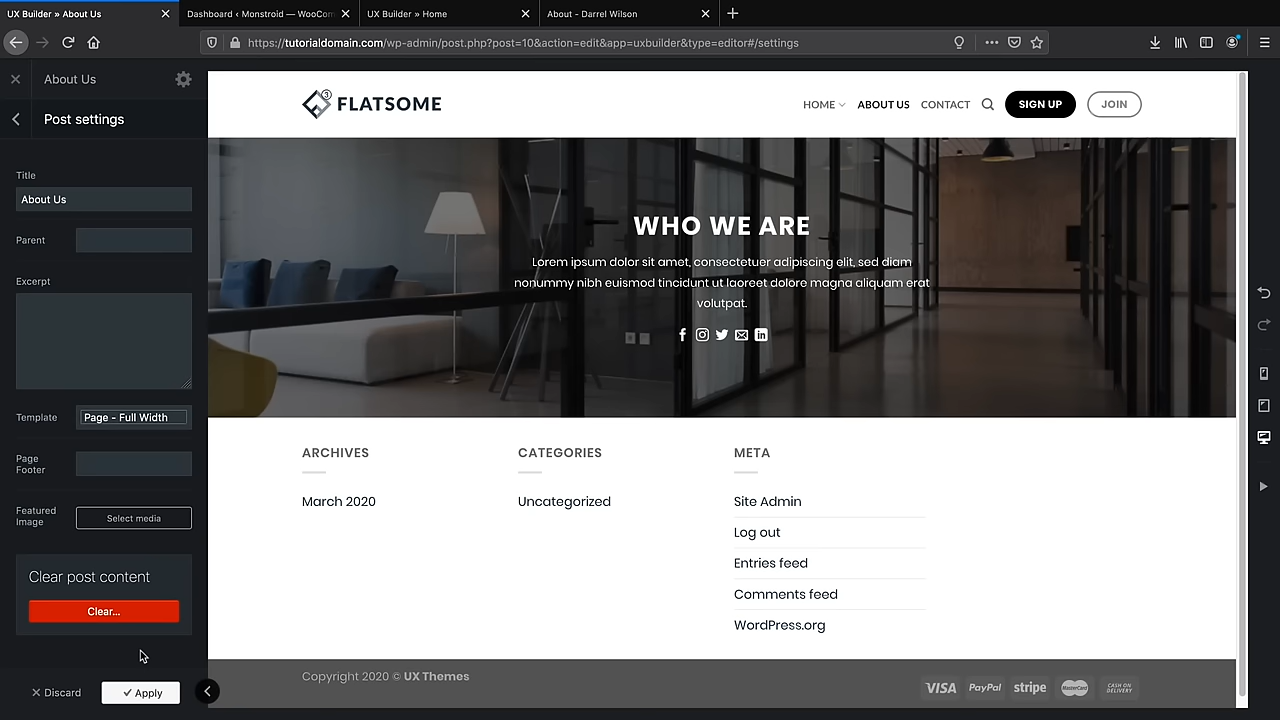 UX Builder » About Us
Dashboard ‹ Monstroid — WooCom
UX Builder » Home
About - Darrel Wilson
https://tutorialdomain.com/wp-admin/post.php?post=10&action=edit&app=uxbuilder&type=editor#/settings
About Us
Post settings
Title
About Us
Parent
Excerpt
Template
Page - Full Width
Page
Footer
Featured
Image
Select media
Clear post content
Clear...
Discard
Apply
3
FLATSOME
HOME
ABOUT US
CONTACT
SIGN UP
JOIN
WHO WE ARE
Lorem ipsum dolor sit amet, consectetuer adipiscing elit, sed diam
nonummy nibh euismod tincidunt ut laoreet dolore magna aliquam erat
volutpat.
ARCHIVES
March 2020
CATEGORIES
Uncategorized
META
Site Admin
Log out
Entries feed
Comments feed
WordPress.org
Copyright 2020 © UX Themes
VISA
PayPal
stripe
MasterCard
CASH ON
DELIVERY